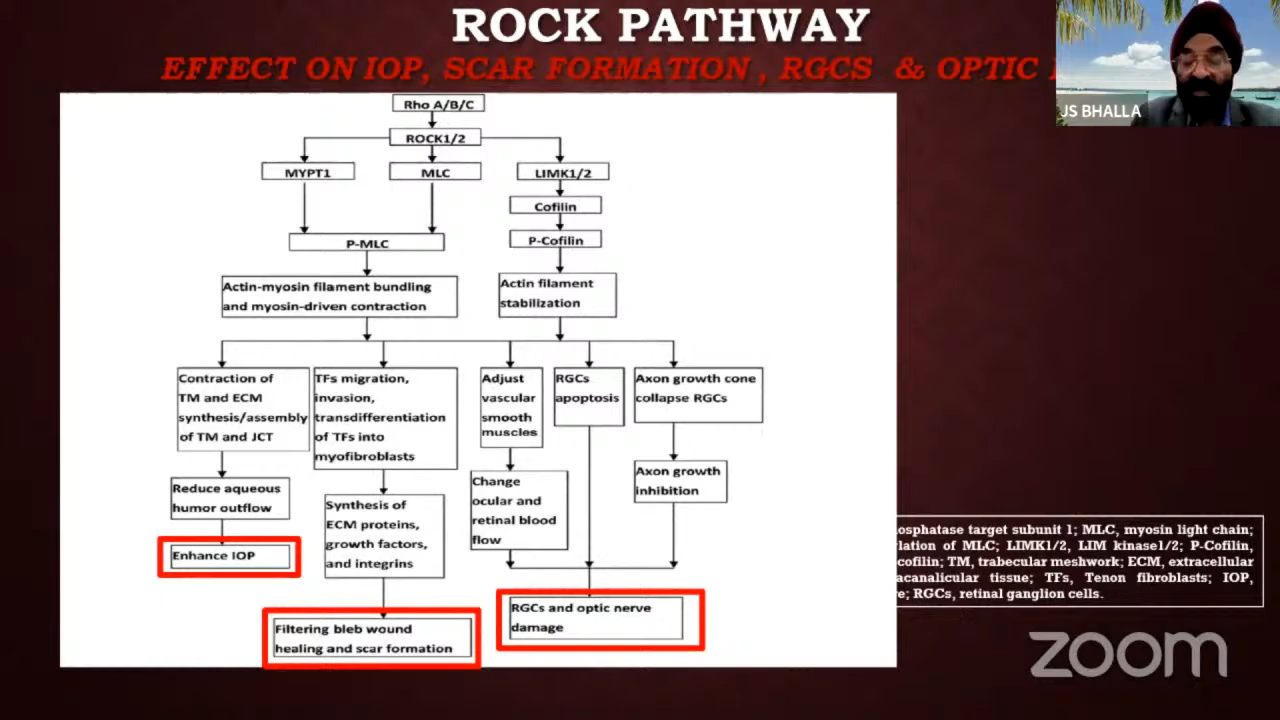 ROCK PATHWAY
EFFECT ON IOP, SCAR FORMATION , RGCS & OPTIC
JS BHALLA
Rho A/B/C
ROCK1/2
MYPT1
MLC
LIMK1/2
Cofilin
P-MLC
P-Cofilin
Actin-myosin filament bundling
and myosin-driven contraction
Actin filament
stabilization
Contraction of
TM and ECM
synthesis/assembly
of TM and JCT
TFs migration,
invasion,
transdifferentiation
of TFs into
myofibroblasts
Adjust
vascular
smooth
muscles
RGCs
apoptosis
Axon growth cone
collapse RGCs
Reduce aqueous
humor outflow
Synthesis of
ECM proteins,
growth factors,
and integrins
Change
ocular and
retinal blood
flow
Axon growth
inhibition
Enhance IOP
Filtering bleb wound
healing and scar formation
RGCs and optic nerve
damage
target subunit 1; MLC, myosin light chain;
of MLC; LIMK1/2, LIM kinase1/2; P-Cofilin,
cofilin; TM, trabecular meshwork; ECM, extracellular
tissue; TFs, Tenon fibroblasts; IOP,
RGCs, retinal ganglion cells.
zoom